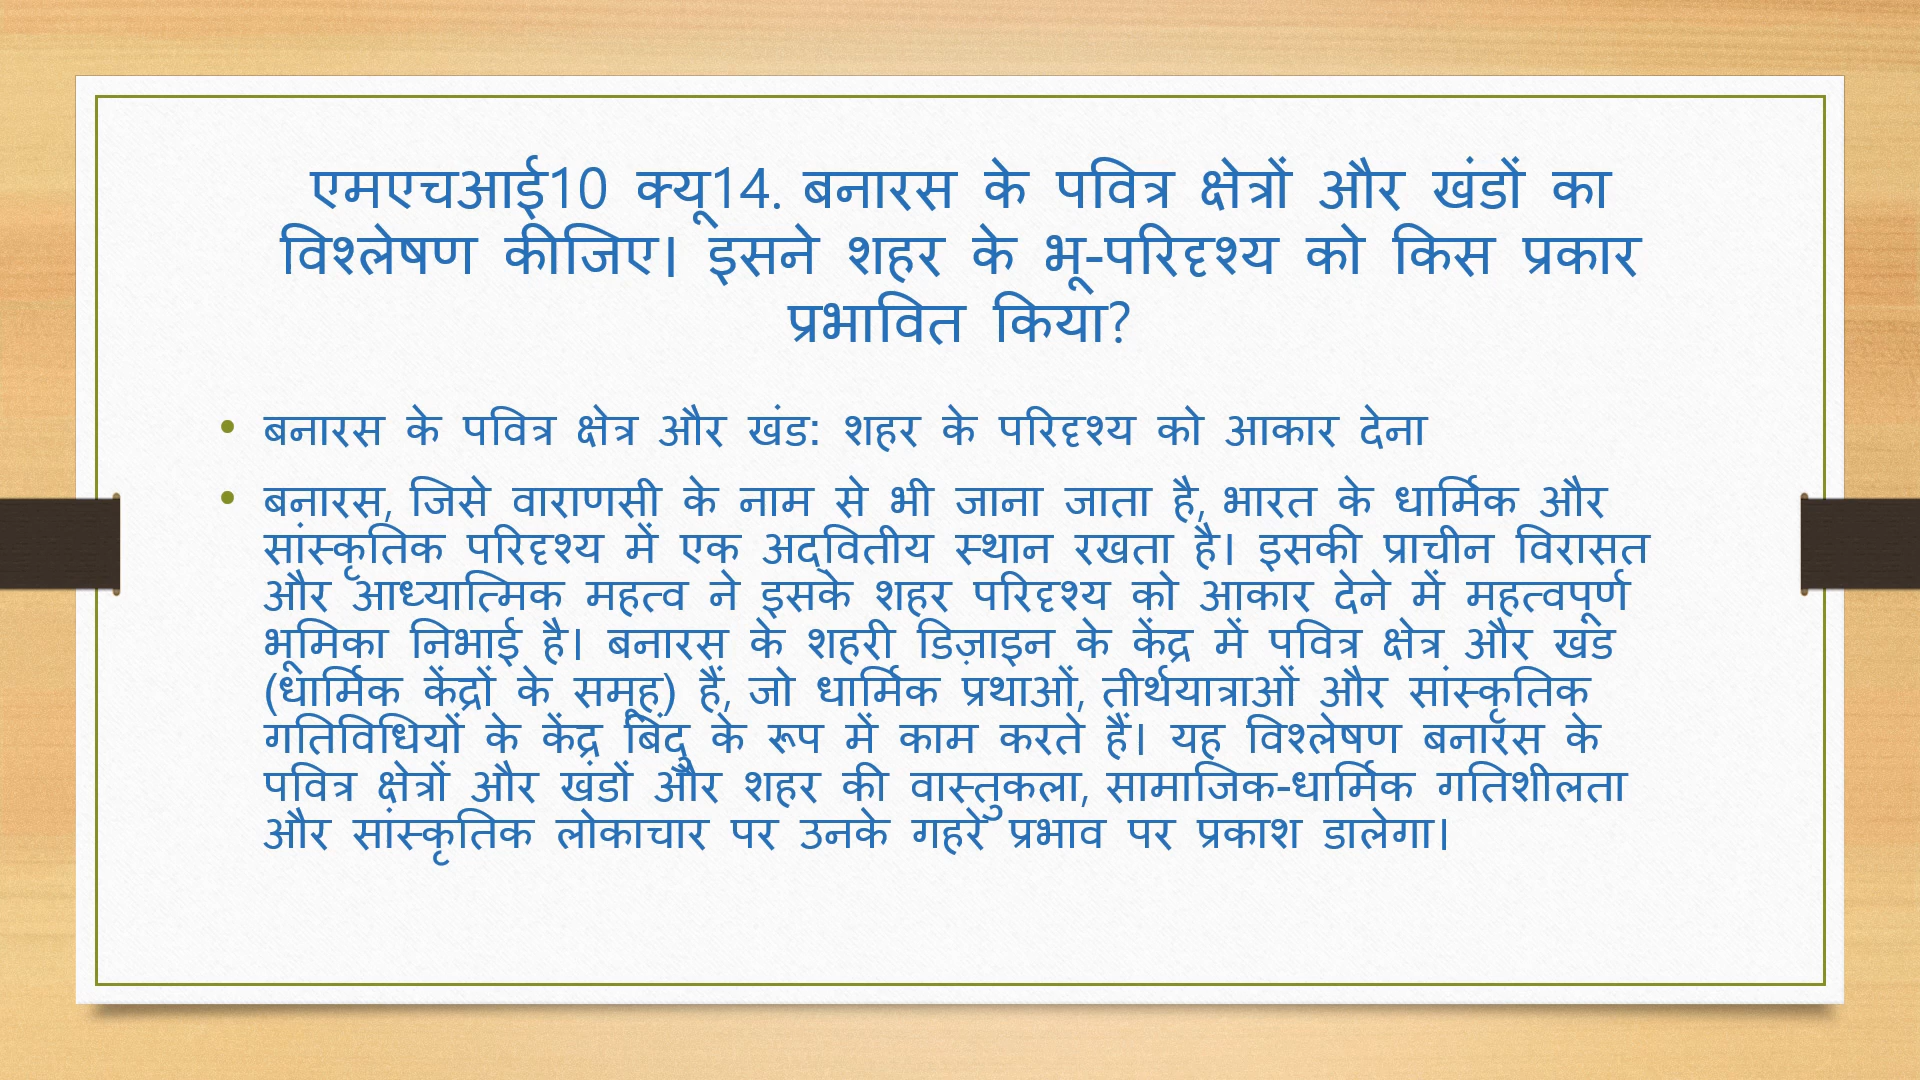 एमएचआई10 क्यू14. बनारस के पवित्र क्षेत्रों और खंडों का
विश्लेषण कीजिए। इसने शहर के भू-परिदृश्य को किस प्रकार
प्रभावित किया?
• बनारस के पवित्र क्षेत्र और खंड: शहर के परिदृश्य को आकार देना
• बनारस, जिसे वाराणसी के नाम से भी जाना जाता है, भारत के धार्मिक और
सांस्कृतिक परिदृश्य में एक अद्वितीय स्थान रखता है। इसकी प्राचीन विरासत
और आध्यात्मिक महत्व ने इसके शहर परिदृश्य को आकार देने में महत्वपूर्ण
भूमिका निभाई है। बनारस के शहरी डिज़ाइन के केंद्र में पवित्र क्षेत्र और खंड
(धार्मिक केंद्रों के समूह) हैं, जो धार्मिक प्रथाओं, तीर्थयात्राओं और सांस्कृतिक
गतिविधियों के केंद्र बिंदु के रूप में काम करते हैं। यह विश्लेषण बनारस के
पवित्र क्षेत्रों और खंडों और शहर की वास्तुकला, सामाजिक-धार्मिक गतिशीलता
और सांस्कृतिक लोकाचार पर उनके गहरे प्रभाव पर प्रकाश डालेगा।